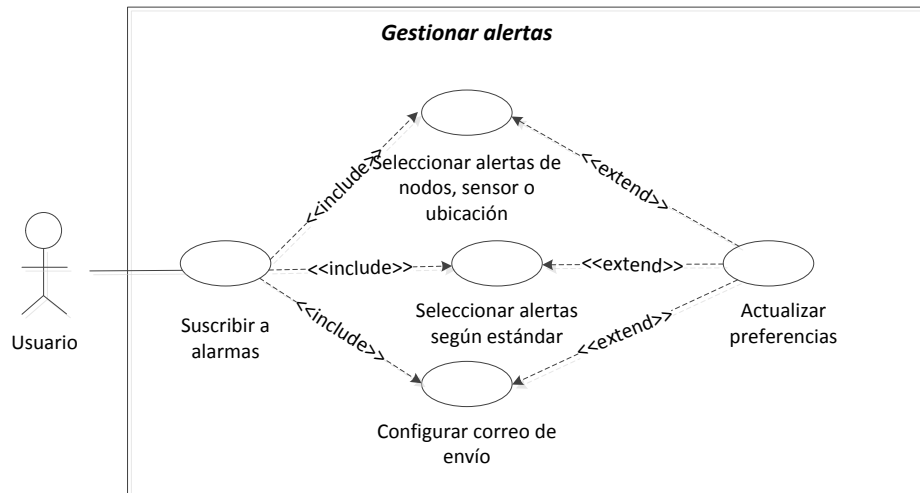 Gestionar alertas
<<include>>
Seleccionar alertas de
nodos, sensor o
ubicación
<<extend>>
<<include>>
<<extend>>
Usuario
Suscribir a
alarmas
Seleccionar alertas
según estándar
Actualizar
preferencias
<<include>>
<<extend>>
Configurar correo de
envío